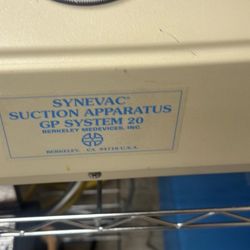 SYNEVAC®
SUCTION APPARATUS
GP SYSTEM 20
BERKELEY MEDEVICES, INC.
BERKELEY, CA 94710 U.S.A.